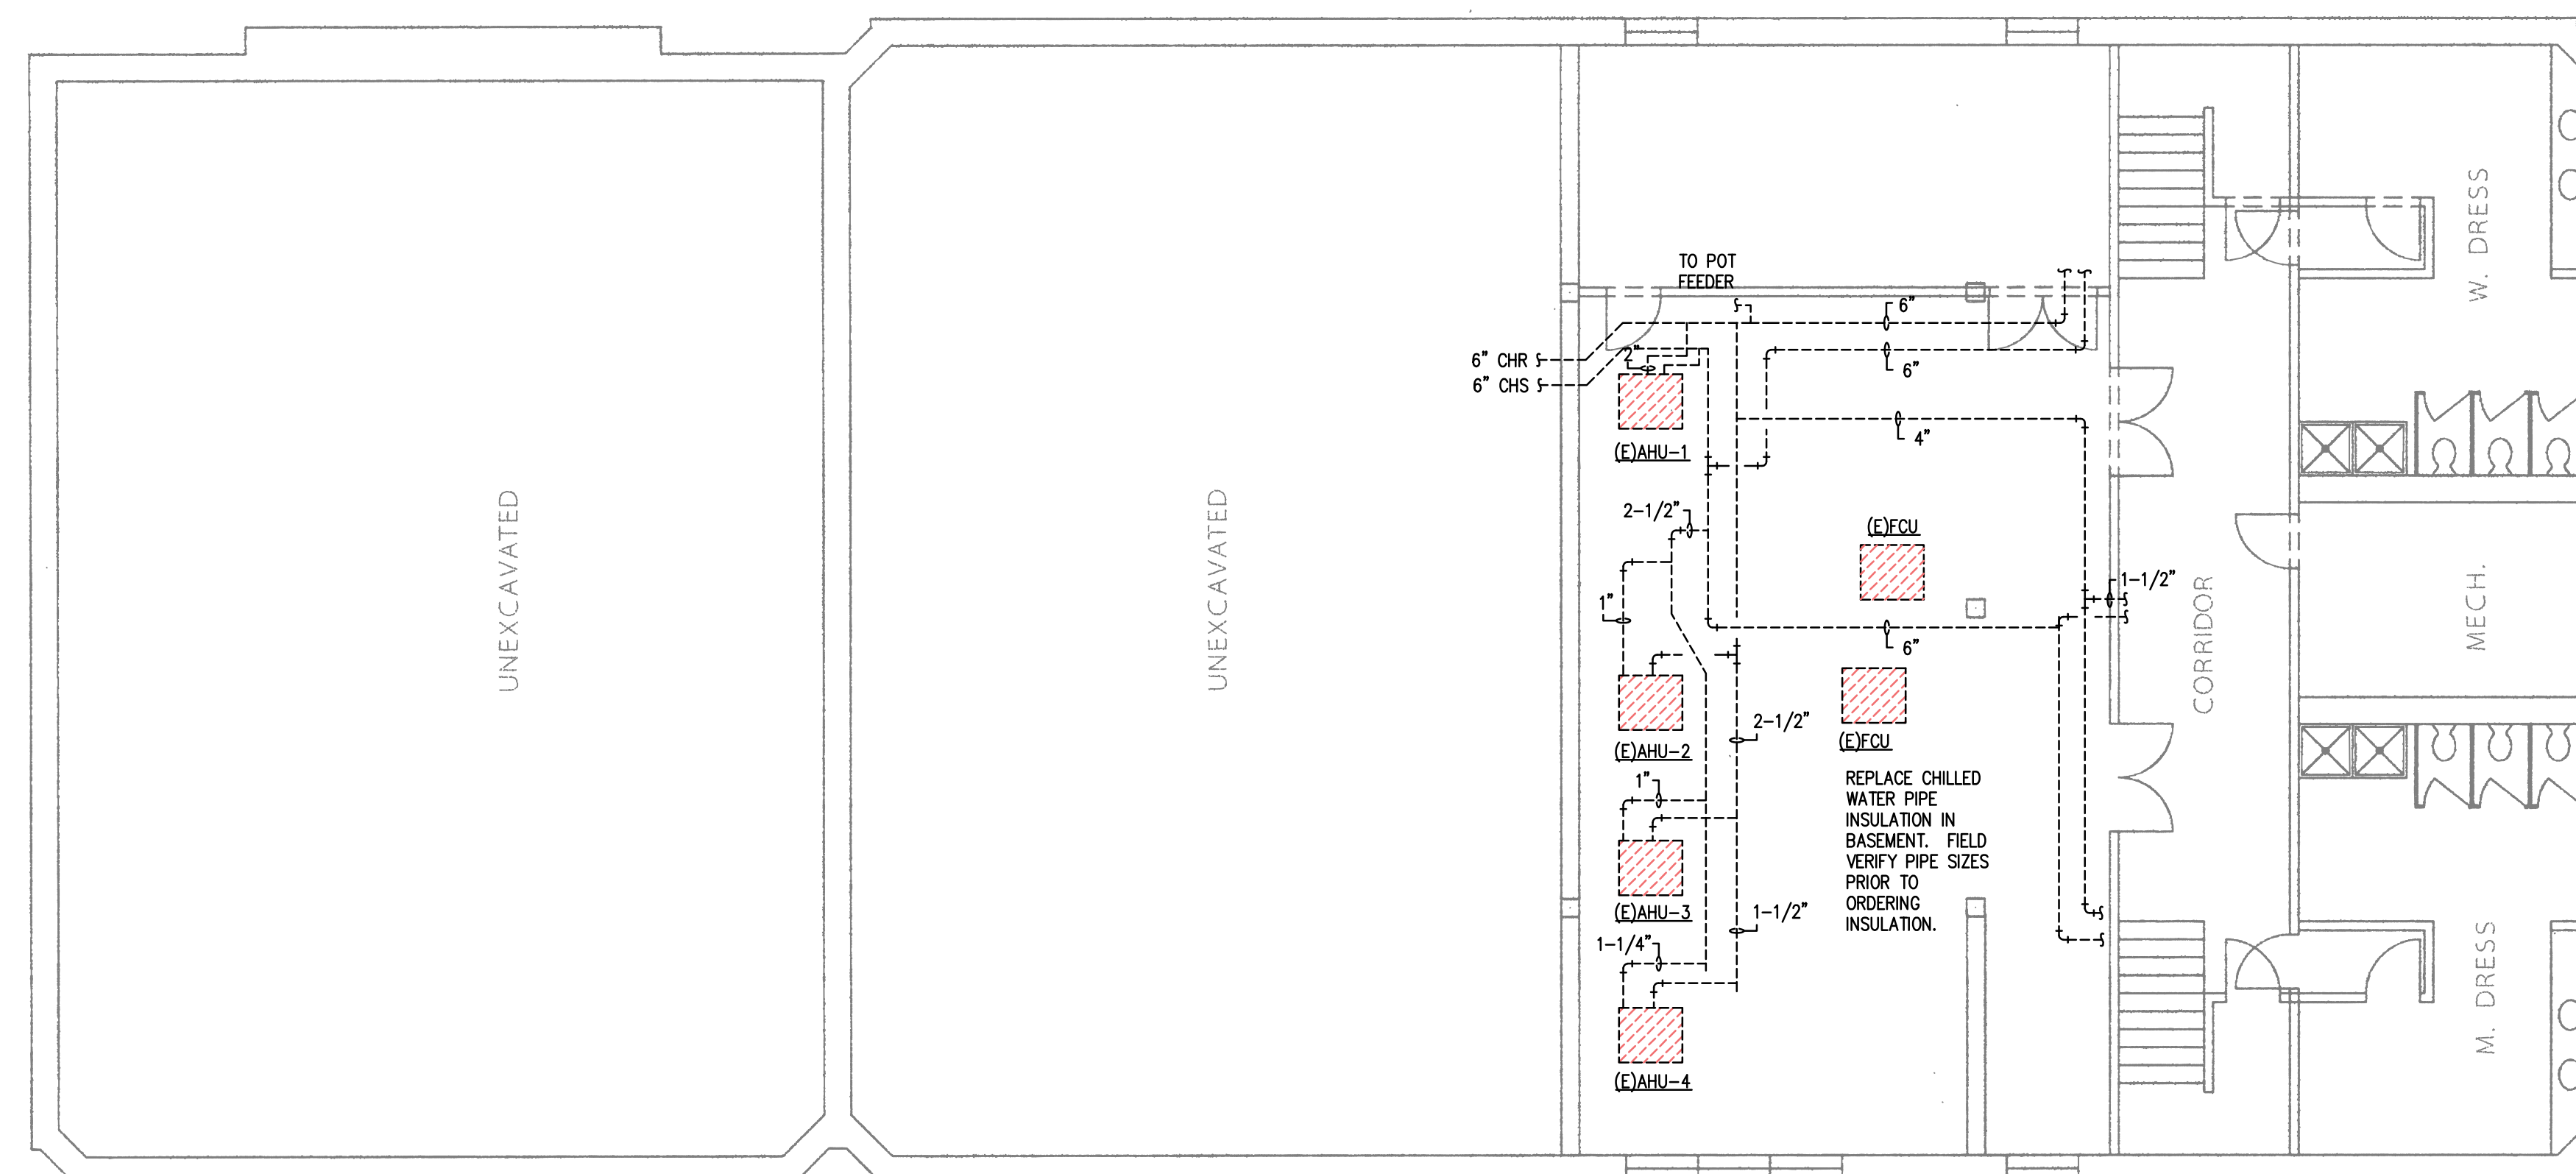 UNEXCAVATED
UNEXCAVATED
TO POT
FEEDER
6" CHR
6" CHS
2"
6"
6"
4"
(E)AHU-1
2-1/2"
1"
(E)FCU
1-1/2"
6"
(E)AHU-2
2-1/2"
(E)FCU
1"
(E)AHU-3
1-1/2"
1-1/4"
(E)AHU-4
REPLACE CHILLED
WATER PIPE
INSULATION IN
BASEMENT. FIELD
VERIFY PIPE SIZES
PRIOR TO
ORDERING
INSULATION.
CORRIDOR
W. DRESS
MECH.
M. DRESS